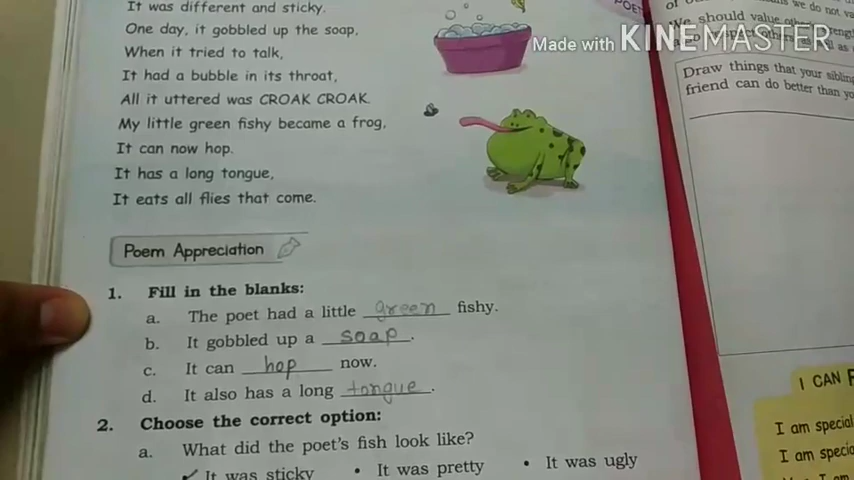 It was different and sticky.
One day, it gobbled up the soap,
When it tried to talk,
It had a bubble in its throat,
All it uttered was CROAK CROAK.
My little green fishy became a frog,
It can now hop.
It has a long tongue,
It eats all flies that come.
Poem Appreciation
1. Fill in the blanks:
a. The poet had a little green fishy.
b. It gobbled up a soap.
c. It can hop now.
d. It also has a long tongue.
2. Choose the correct option:
a. What did the poet's fish look like?
✓ It was sticky • It was pretty • It was ugly
Made with KINEMASTER
We should value
Draw things that your sibling
friend can do better than
I CAN
I am special
I am